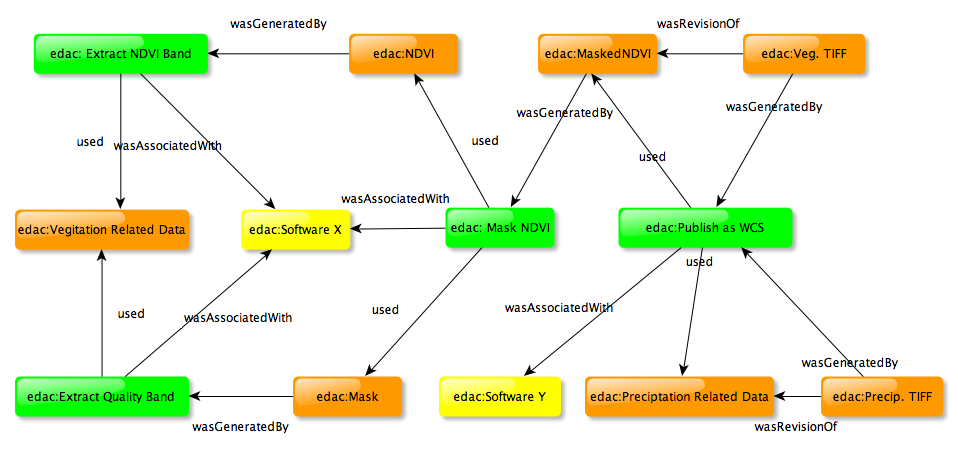 wasGeneratedBy
wasRevisionOf
edac: Extract NDVI Band
edac:NDVI
edac:MaskedNDVI
edac:Veg. TIFF
wasGeneratedBy
wasGeneratedBy
used
wasAssociatedWith
used
used
wasAssociatedWith
edac:Vegitation Related Data
edac:Software X
edac: Mask NDVI
edac:Publish as WCS
used
used
wasAssociatedWith
used
wasAssociatedWith
wasGeneratedBy
edac:Extract Quality Band
edac:Mask
edac:Software Y
edac:Preciptation Related Data
edac:Precip. TIFF
wasGeneratedBy
wasRevisionOf